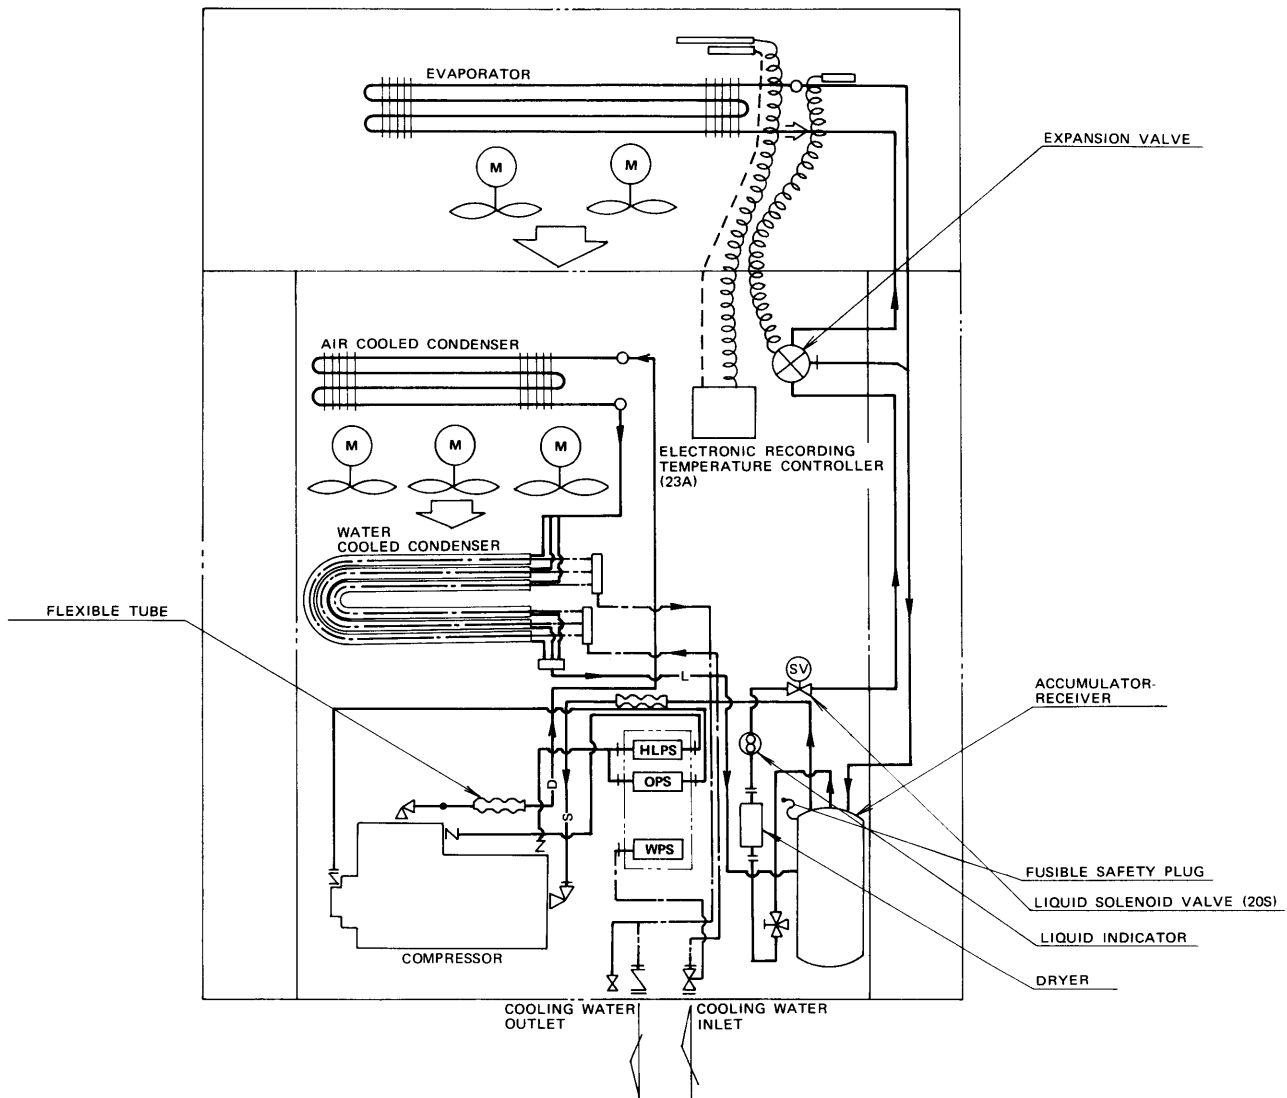 EVAPORATOR
M
M
EXPANSION VALVE
AIR COOLED CONDENSER
M
M
M
ELECTRONIC RECORDING
TEMPERATURE CONTROLLER
(23A)
WATER
COOLED CONDENSER
FLEXIBLE TUBE
L
SV
ACCUMULATOR-
RECEIVER
HLPS
OPS
D
S
WPS
FUSIBLE SAFETY PLUG
LIQUID SOLENOID VALVE (20S)
LIQUID INDICATOR
DRYER
COMPRESSOR
COOLING WATER
OUTLET
COOLING WATER
INLET